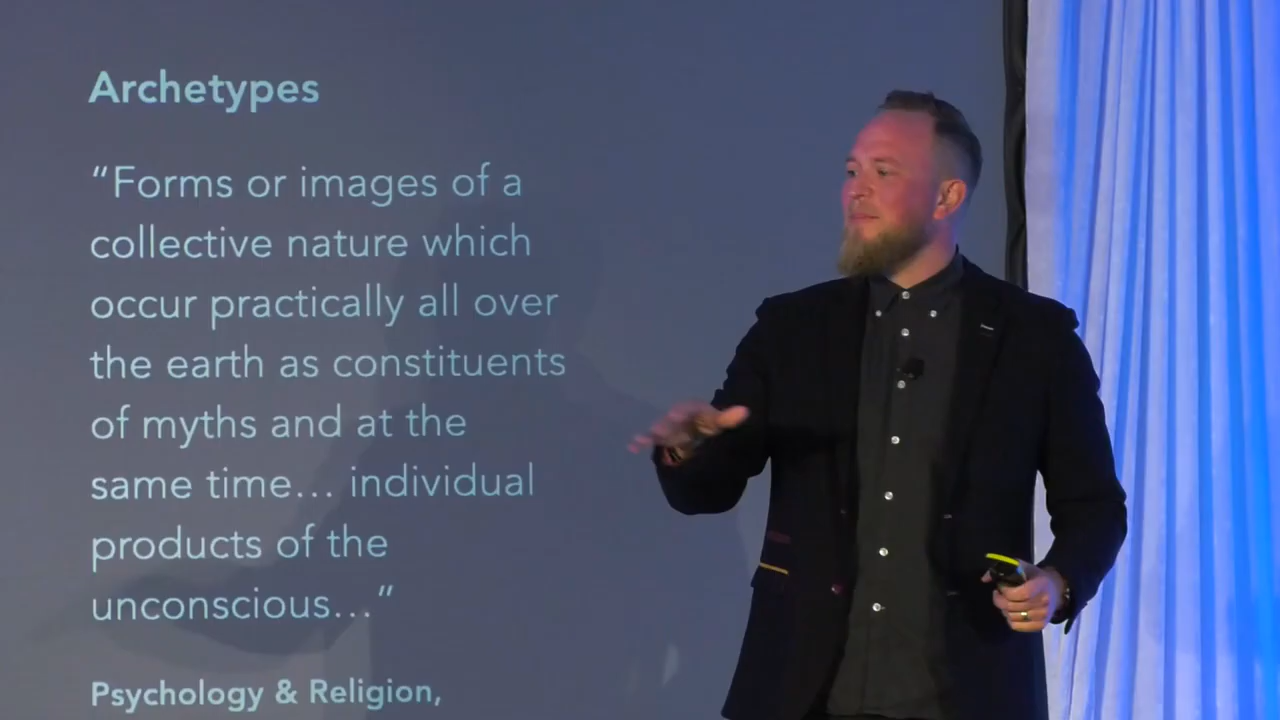 Archetypes
“Forms or images of a
collective nature which
occur practically all over
the earth as constituents
of myths and at the
same time… individual
products of the
unconscious…”
Psychology & Religion,